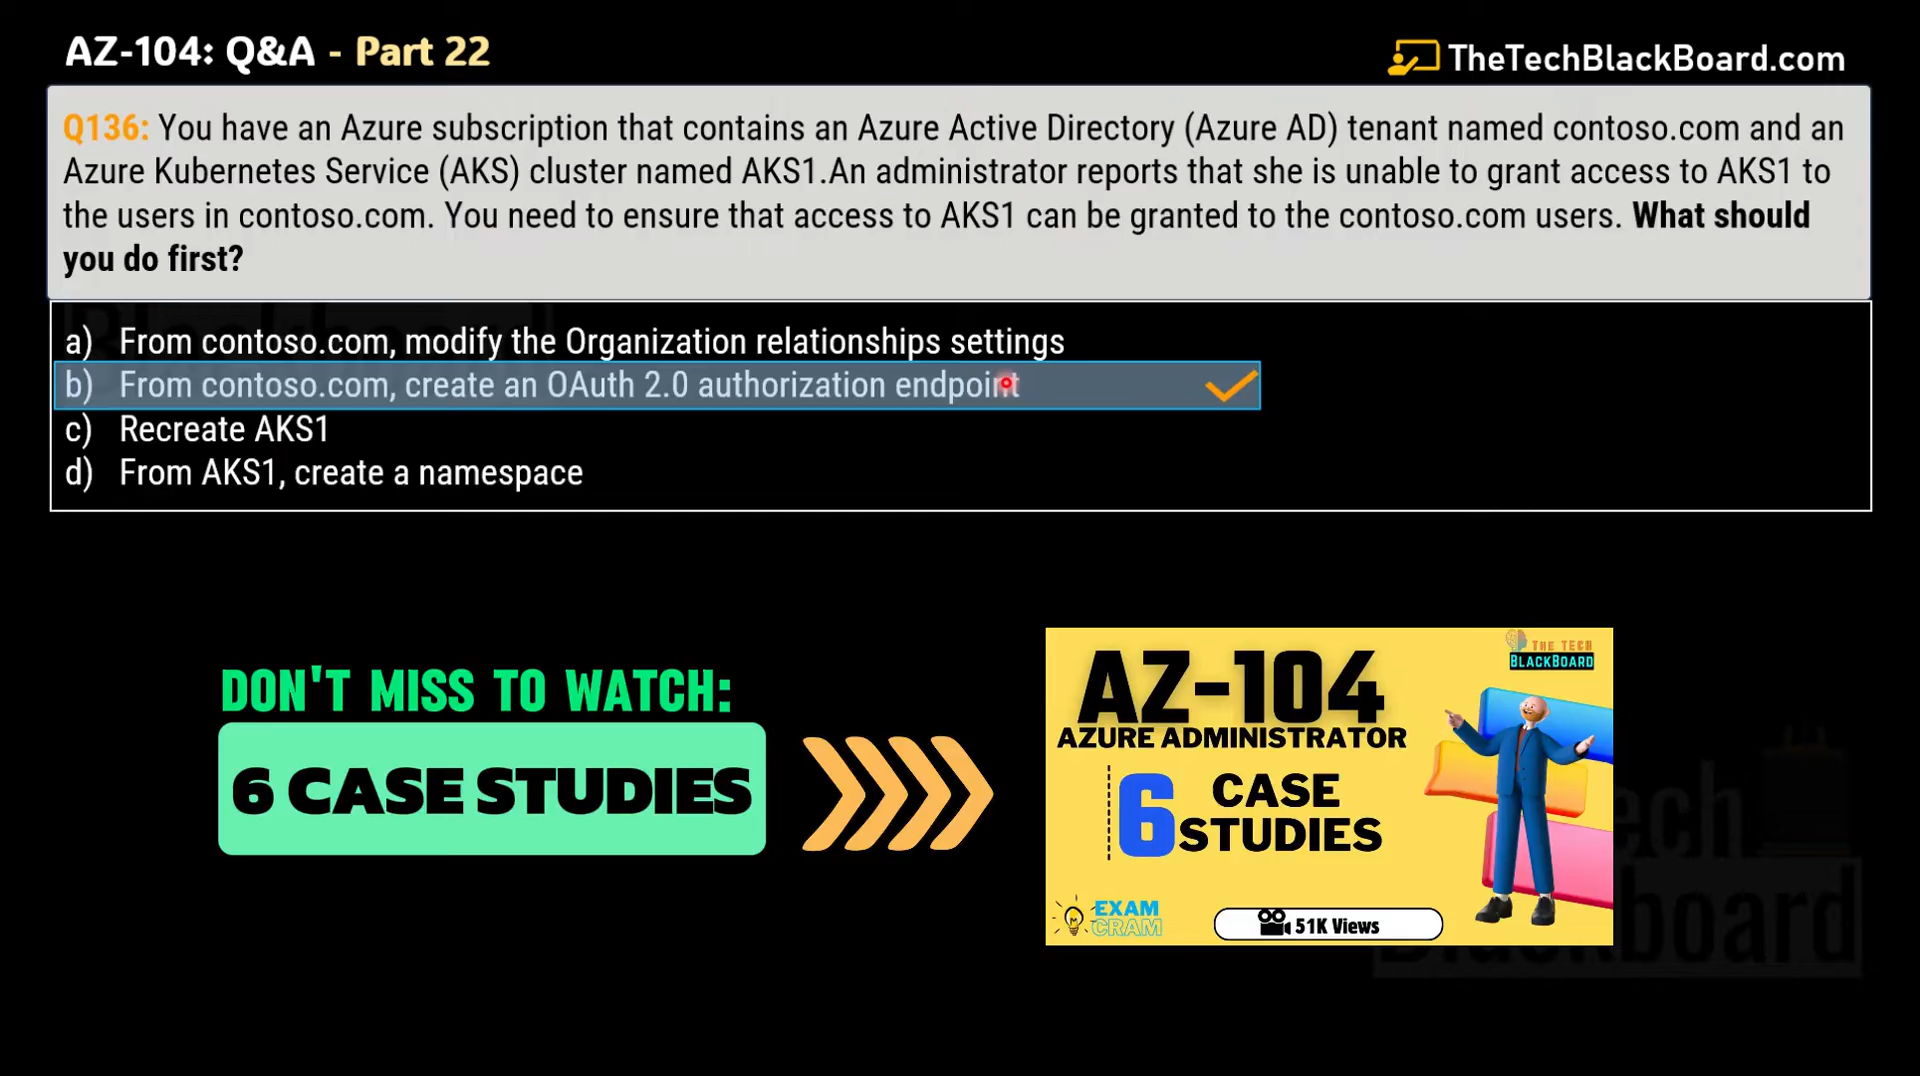 AZ-104: Q&A - Part 22
TheTechBlackBoard.com
Q136: You have an Azure subscription that contains an Azure Active Directory (Azure AD) tenant named contoso.com and an
Azure Kubernetes Service (AKS) cluster named AKS1.An administrator reports that she is unable to grant access to AKS1 to
the users in contoso.com. You need to ensure that access to AKS1 can be granted to the contoso.com users. What should
you do first?
a) From contoso.com, modify the Organization relationships settings
b) From contoso.com, create an OAuth 2.0 authorization endpoint
c) Recreate AKS1
d) From AKS1, create a namespace
DON'T MISS TO WATCH:
6 CASE STUDIES
THE TECH
BLACKBOARD
AZ-104
AZURE ADMINISTRATOR
6 CASE
STUDIES
EXAM
CRAM
51K Views